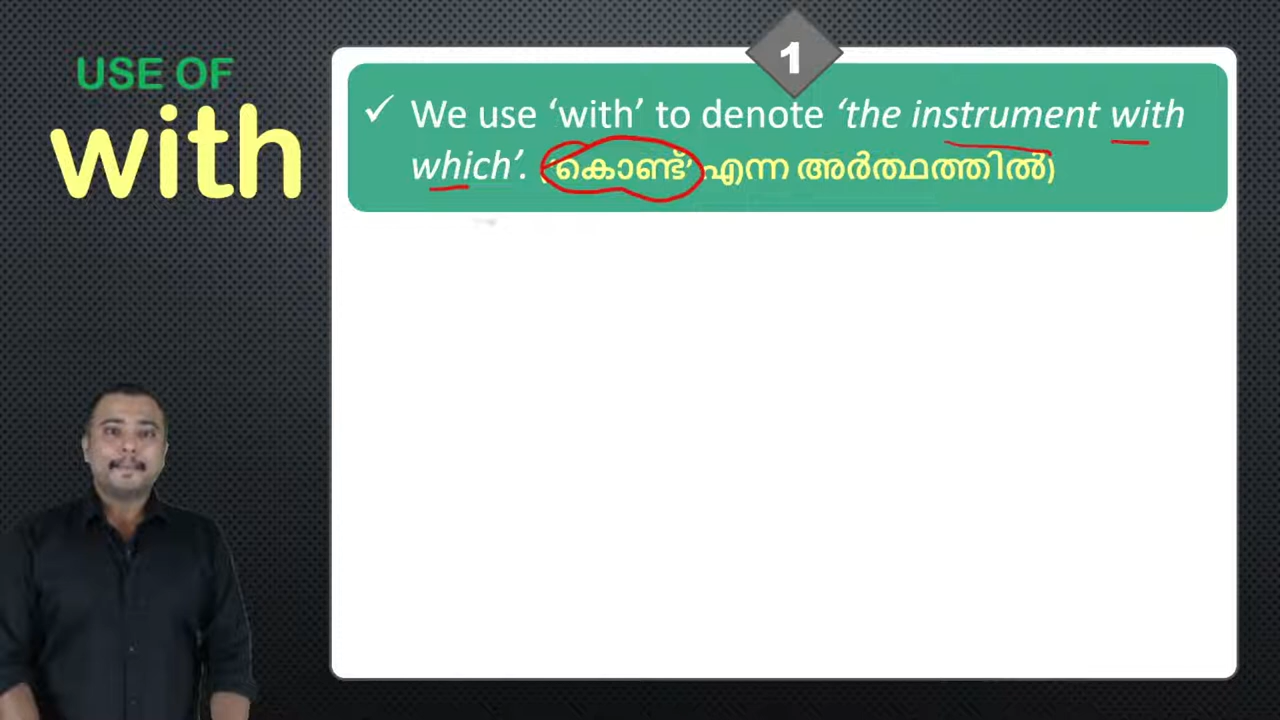 USE OF
with
1
✓ We use ‘with’ to denote ‘the instrument with
which’. (‘കൊണ്ട്’ എന്ന അർത്ഥത്തിൽ)